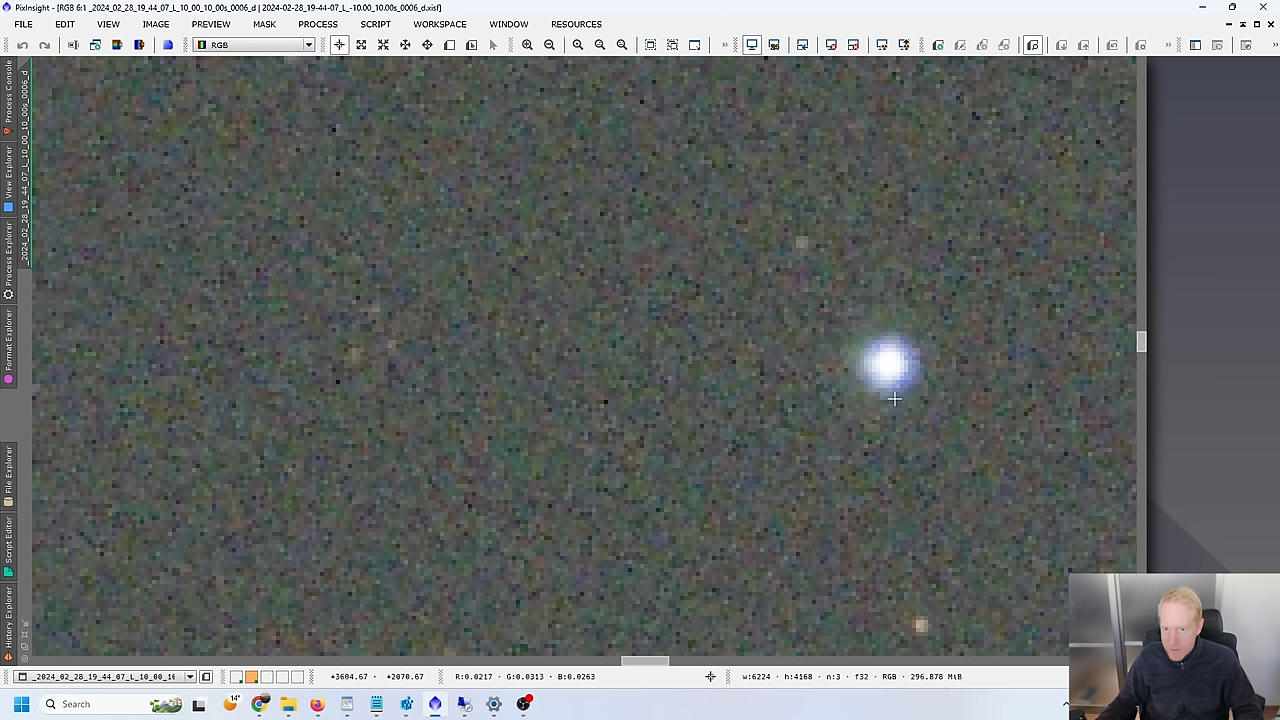 PixInsight - [RGB 6:1 _2024_02_28_19_44_07_L_10_00_10_00s_0006_d | 2024-02-28_19-44-07_L_-10.00_10.00s_0006_d.xisf]
FILE EDIT VIEW IMAGE PREVIEW MASK PROCESS SCRIPT WORKSPACE WINDOW RESOURCES
RGB
Process Console
View Explorer
Process Explorer
Format Explorer
File Explorer
Script Editor
History Explorer
_2024_02_28_19_44_07_L_10_00_10_00s_0006_d
_2024_02_28_19_44_07_L_10_00_10 +3604.67 +2070.67 R:0.0217 · G:0.0313 · B:0.0263 w:6224 · h:4168 · n:3 · f32 · RGB · 296.878 MiB
Search
14°